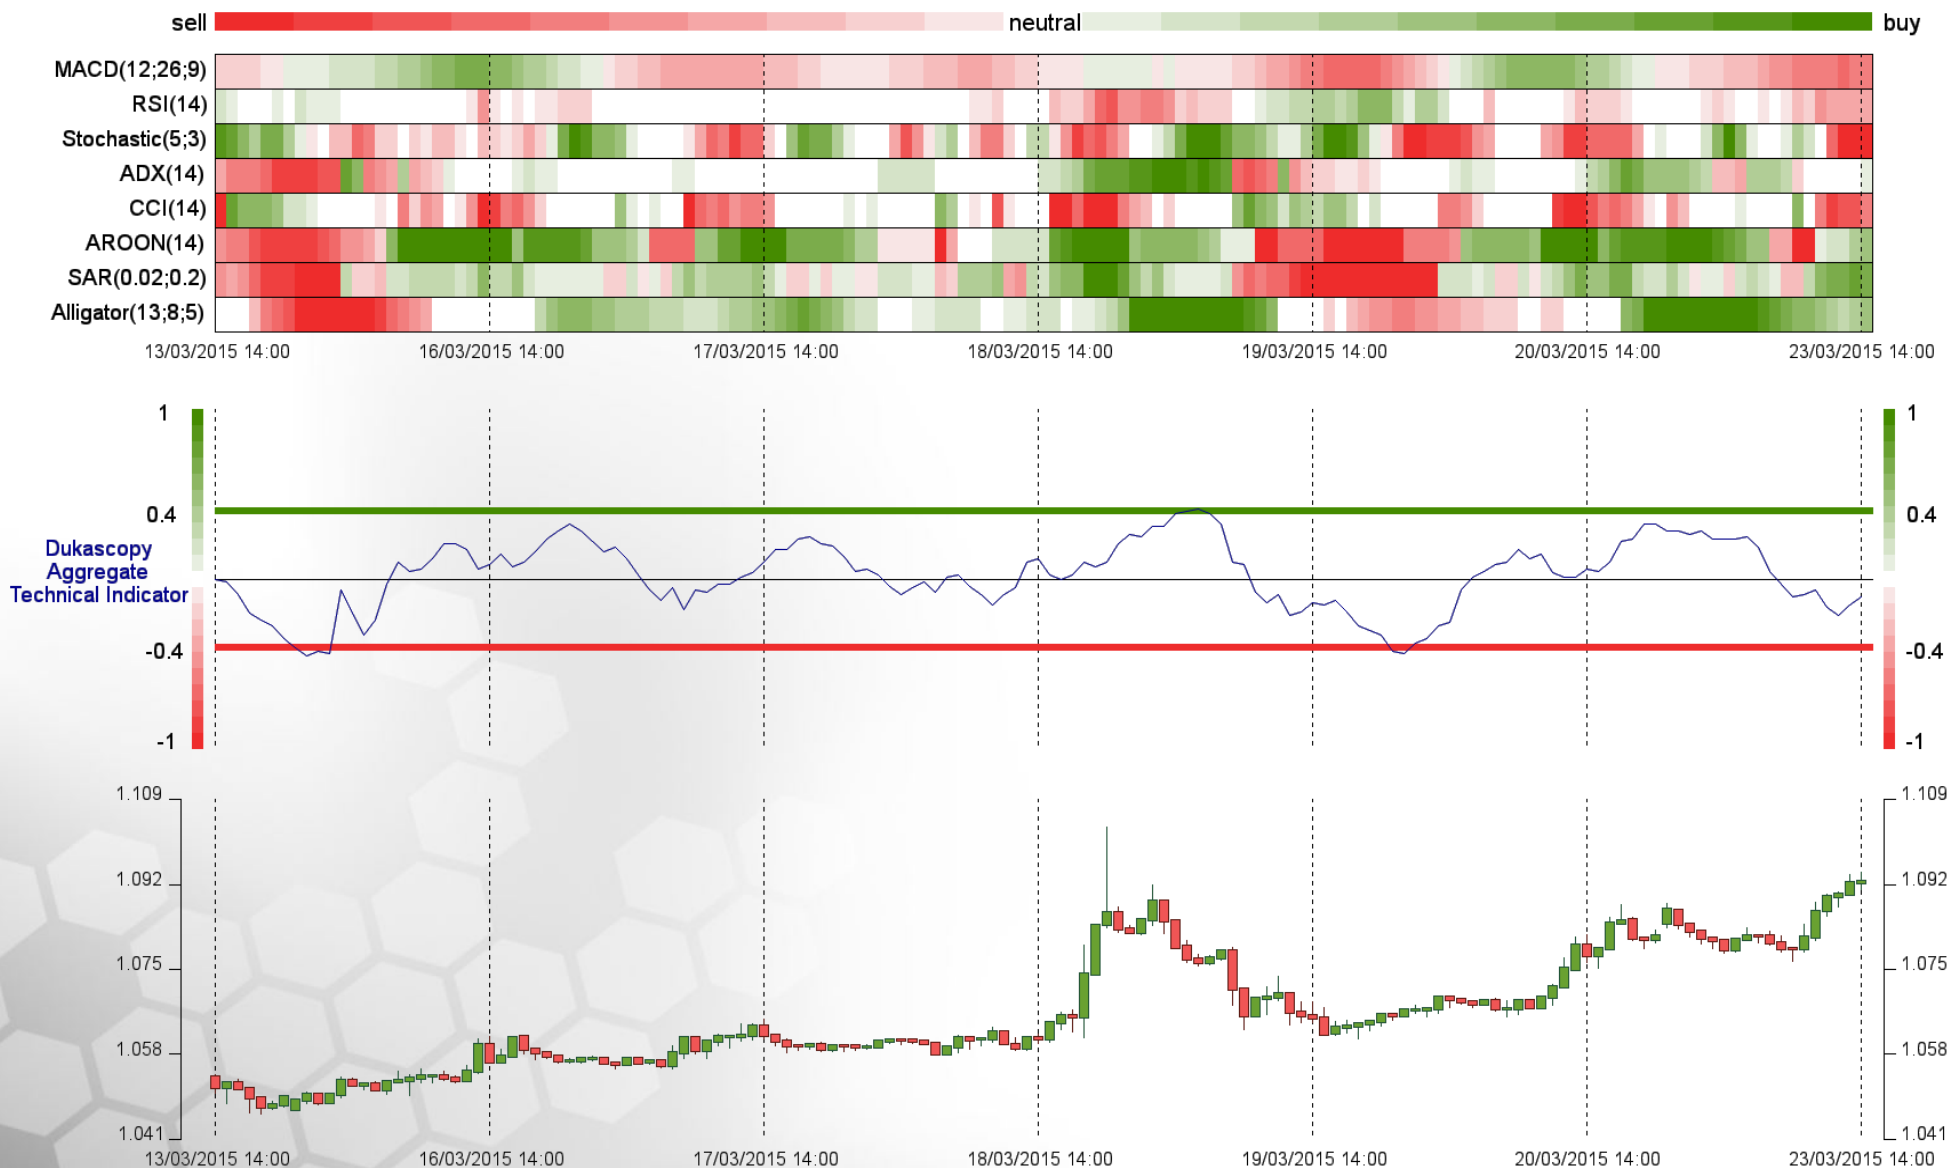 sell neutral buy
MACD(12;26;9)
RSI(14)
Stochastic(5;3)
ADX(14)
CCI(14)
AROON(14)
SAR(0.02;0.2)
Alligator(13;8;5)
13/03/2015 14:00 16/03/2015 14:00 17/03/2015 14:00 18/03/2015 14:00 19/03/2015 14:00 20/03/2015 14:00 23/03/2015 14:00
1 1
0.4 0.4
Dukascopy
Aggregate
Technical Indicator
-0.4 -0.4
-1 -1
1.109 1.109
1.092 1.092
1.075 1.075
1.058 1.058
1.041 1.041
13/03/2015 14:00 16/03/2015 14:00 17/03/2015 14:00 18/03/2015 14:00 19/03/2015 14:00 20/03/2015 14:00 23/03/2015 14:00